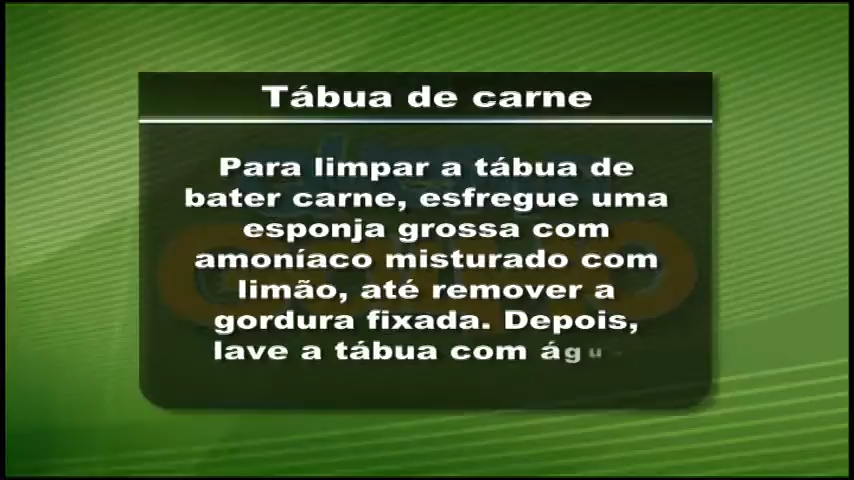 Tábua de carne
Para limpar a tábua de
bater carne, esfregue uma
esponja grossa com
amoníaco misturado com
limão, até remover a
gordura fixada. Depois,
lave a tábua com águ